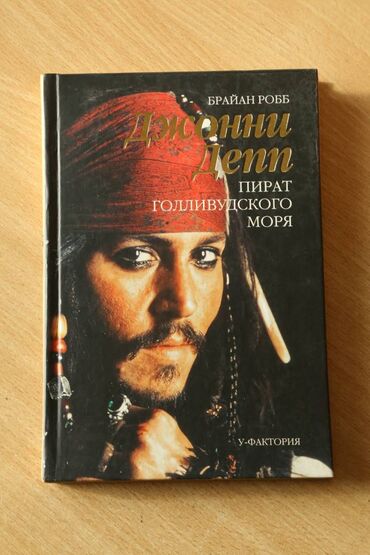 БРАЙАН РОББ
Джонни
Депп
ПИРАТ
ГОЛЛИВУДСКОГО
МОРЯ
У-ФАКТОРИЯ